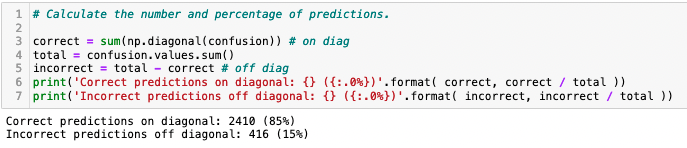 1 # Calculate the number and percentage of predictions.
2
3 correct = sum(np.diagonal(confusion)) # on diag
4 total = confusion.values.sum()
5 incorrect = total - correct # off diag
6 print('Correct predictions on diagonal: {} ({:.0%})'.format( correct, correct / total ))
7 print('Incorrect predictions off diagonal: {} ({:.0%})'.format( incorrect, incorrect / total ))
Correct predictions on diagonal: 2410 (85%)
Incorrect predictions off diagonal: 416 (15%)